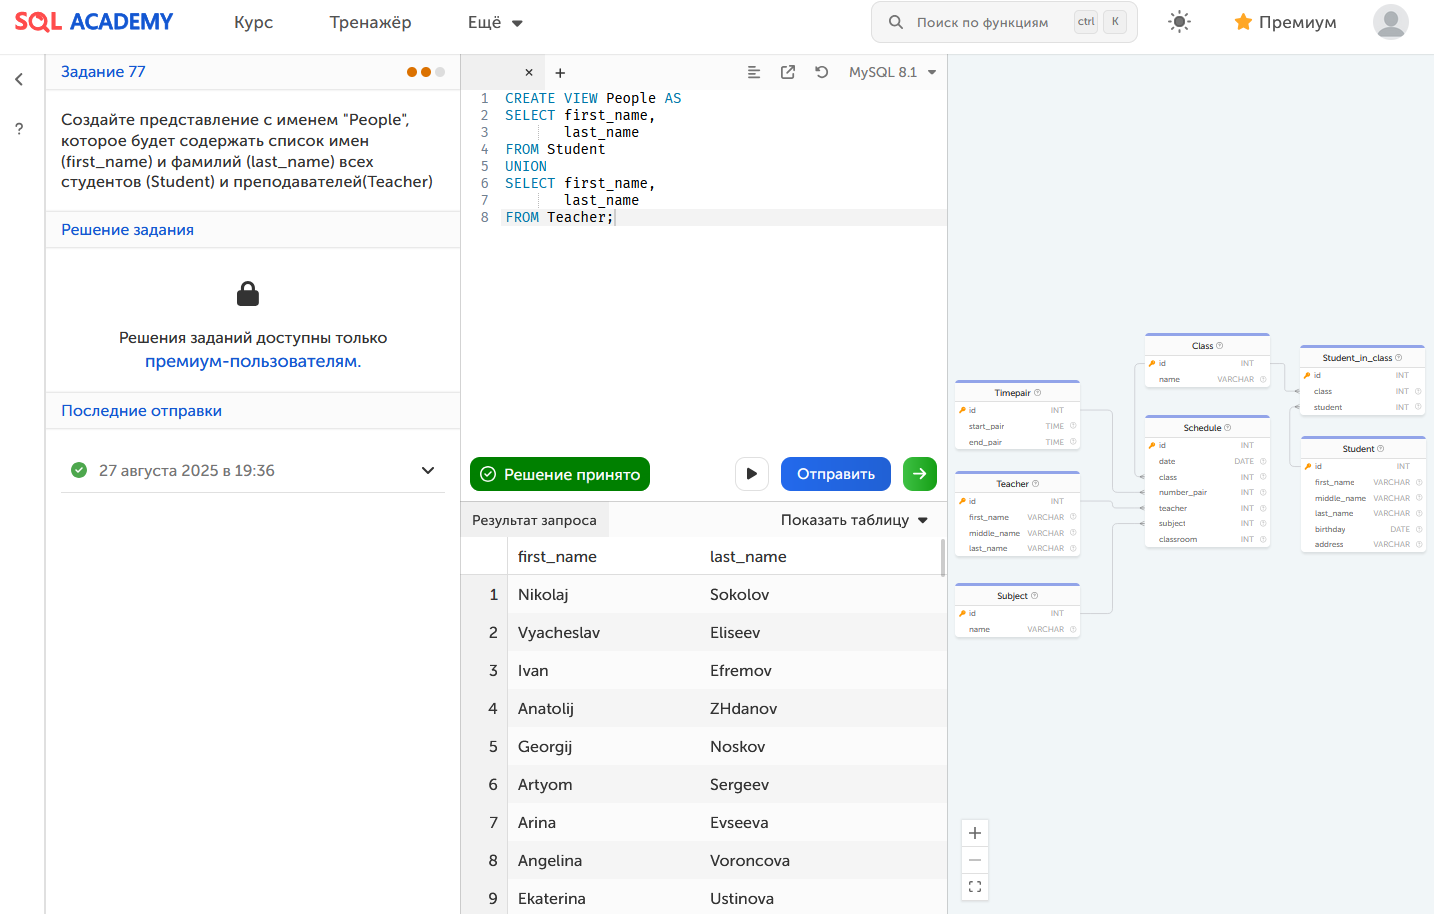 SQL ACADEMY
Курс
Тренажёр
Ещё
Поиск по функциям
ctrl
K
Премиум
Задание 77
Создайте представление с именем "People",
которое будет содержать список имен
(first_name) и фамилий (last_name) всех
студентов (Student) и преподавателей(Teacher)
Решение задания
Решения заданий доступны только
премиум-пользователям.
Последние отправки
27 августа 2025 в 19:36
MySQL 8.1
1 CREATE VIEW People AS
2 SELECT first_name,
3 last_name
4 FROM Student
5 UNION
6 SELECT first_name,
7 last_name
8 FROM Teacher;
Решение принято
Отправить
Результат запроса
Показать таблицу
first_name last_name
1 Nikolaj Sokolov
2 Vyacheslav Eliseev
3 Ivan Efremov
4 Anatolij ZHdanov
5 Georgij Noskov
6 Artyom Sergeev
7 Arina Evseeva
8 Angelina Voroncova
9 Ekaterina Ustinova
Timepair
id INT
start_pair TIME
end_pair TIME
Teacher
id INT
first_name VARCHAR
middle_name VARCHAR
last_name VARCHAR
Subject
id INT
name VARCHAR
Class
id INT
name VARCHAR
Schedule
id INT
date DATE
class INT
number_pair INT
teacher INT
subject INT
classroom INT
Student_in_class
id INT
class INT
student INT
Student
id INT
first_name VARCHAR
middle_name VARCHAR
last_name VARCHAR
birthday DATE
address VARCHAR